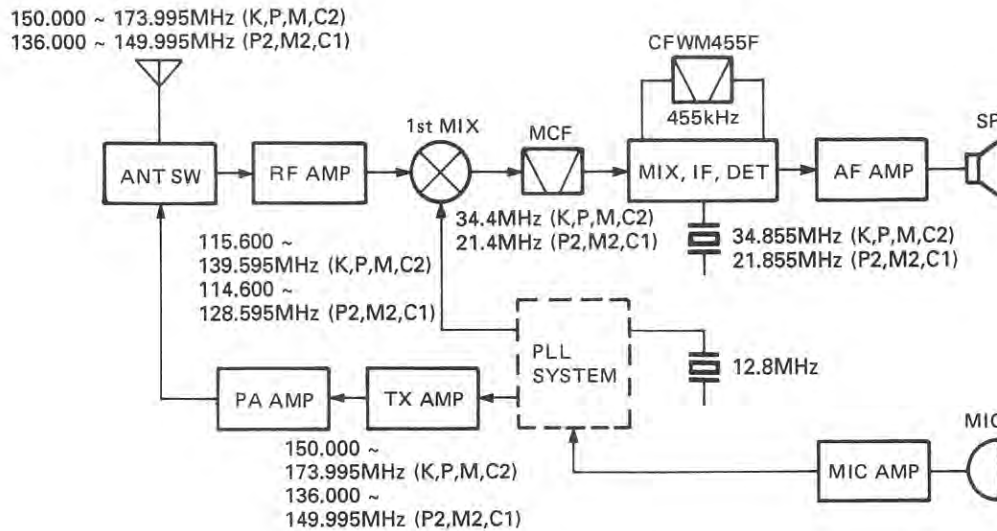 150.000 ~ 173.995MHz (K,P,M,C2)
136.000 ~ 149.995MHz (P2,M2,C1)
CFWM455F
455kHz
1st MIX
MCF
SP
ANT SW
RF AMP
MIX, IF, DET
AF AMP
34.4MHz (K,P,M,C2)
21.4MHz (P2,M2,C1)
34.855MHz (K,P,M,C2)
21.855MHz (P2,M2,C1)
115.600 ~
139.595MHz (K,P,M,C2)
114.600 ~
128.595MHz (P2,M2,C1)
PLL
SYSTEM
12.8MHz
PA AMP
TX AMP
150.000 ~
173.995MHz (K,P,M,C2)
136.000 ~
149.995MHz (P2,M2,C1)
MIC AMP
MIC